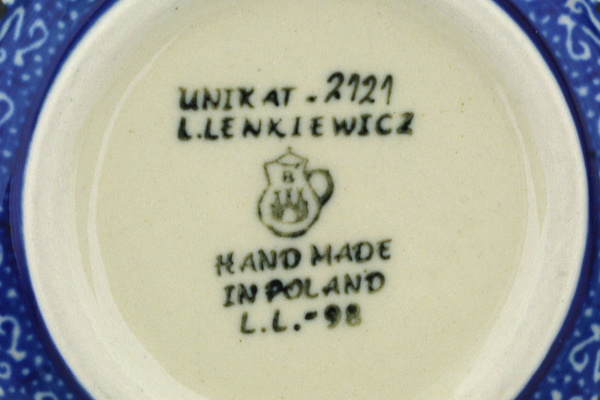 UNIKAT - 2121
L.LENKIEWICZ
B
HAND MADE
IN POLAND
L.L.-98